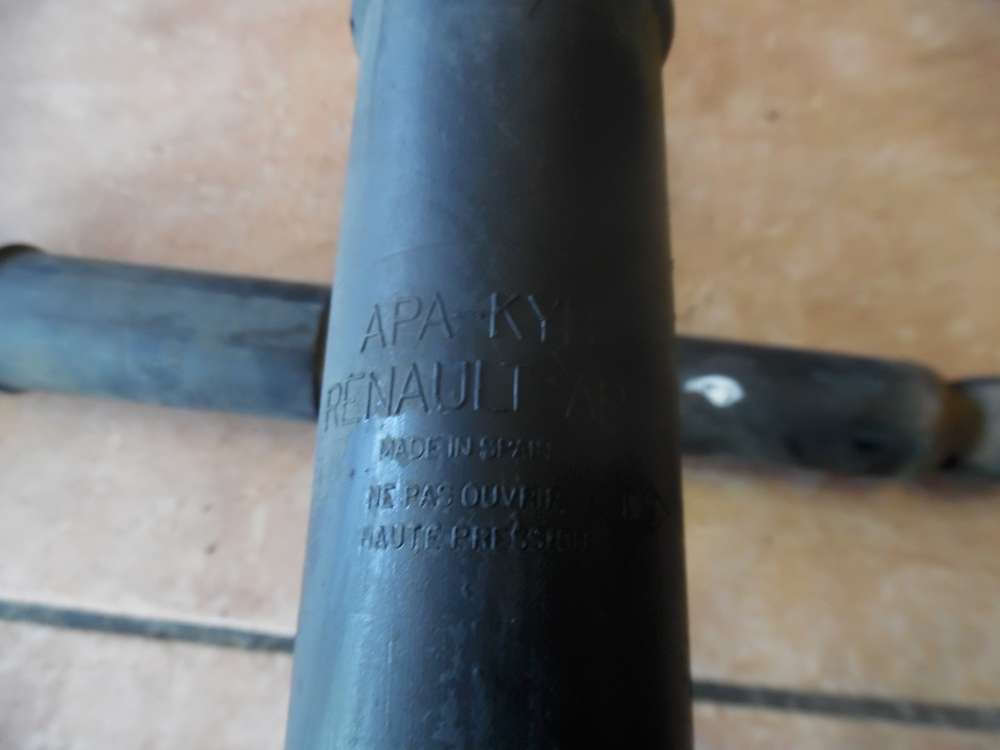 APA-KY
RENAULT
MADE IN SPAIN
NE PAS OUVRIR
HAUTE PRESSION